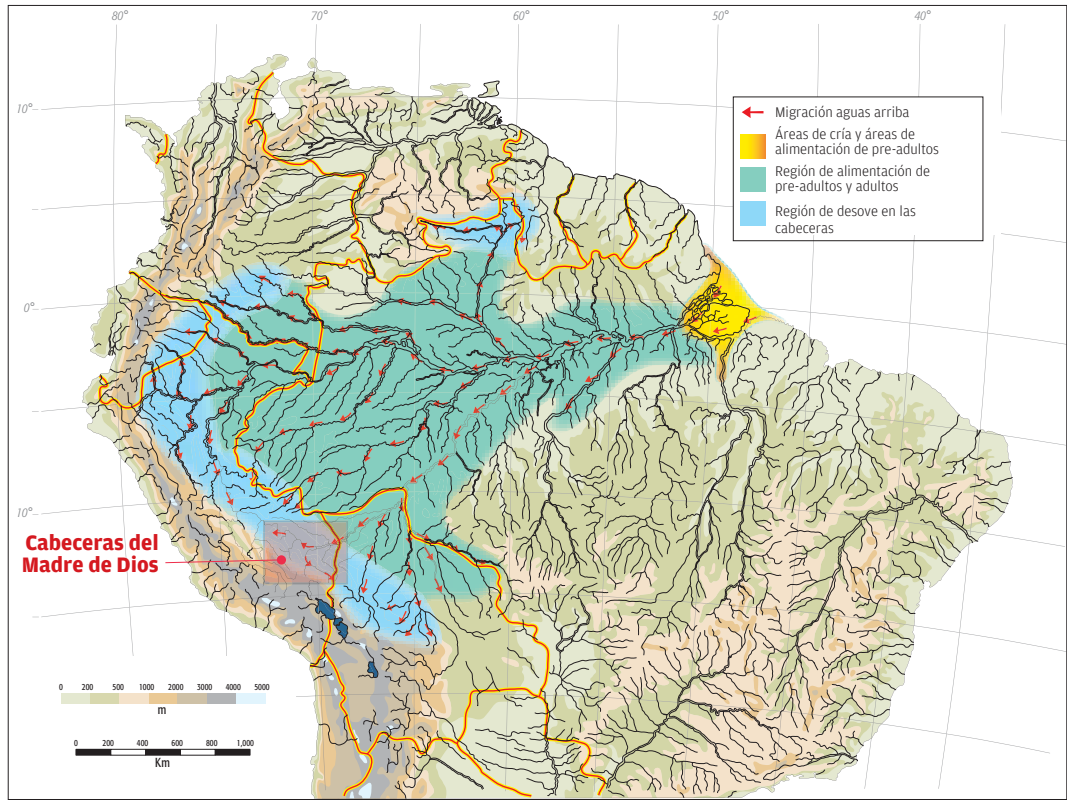 80°
70°
60°
50°
40°
10°
0°
10°
Migración aguas arriba
Áreas de cría y áreas de
alimentación de pre-adultos
Región de alimentación de
pre-adultos y adultos
Región de desove en las
cabeceras
Cabeceras del
Madre de Dios
0 200 500 1000 2000 3000 4000 5000
m
0 200 400 600 800 1,000
Km